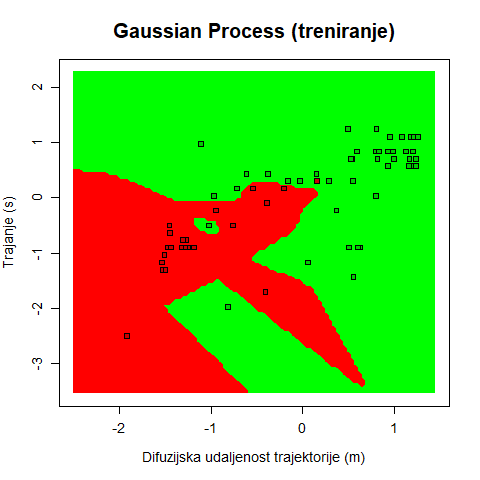 Gaussian Process (treniranje)
2
1
0
-1
-2
-3
Trajanje (s)
-2 -1 0 1
Difuzijska udaljenost trajektorije (m)